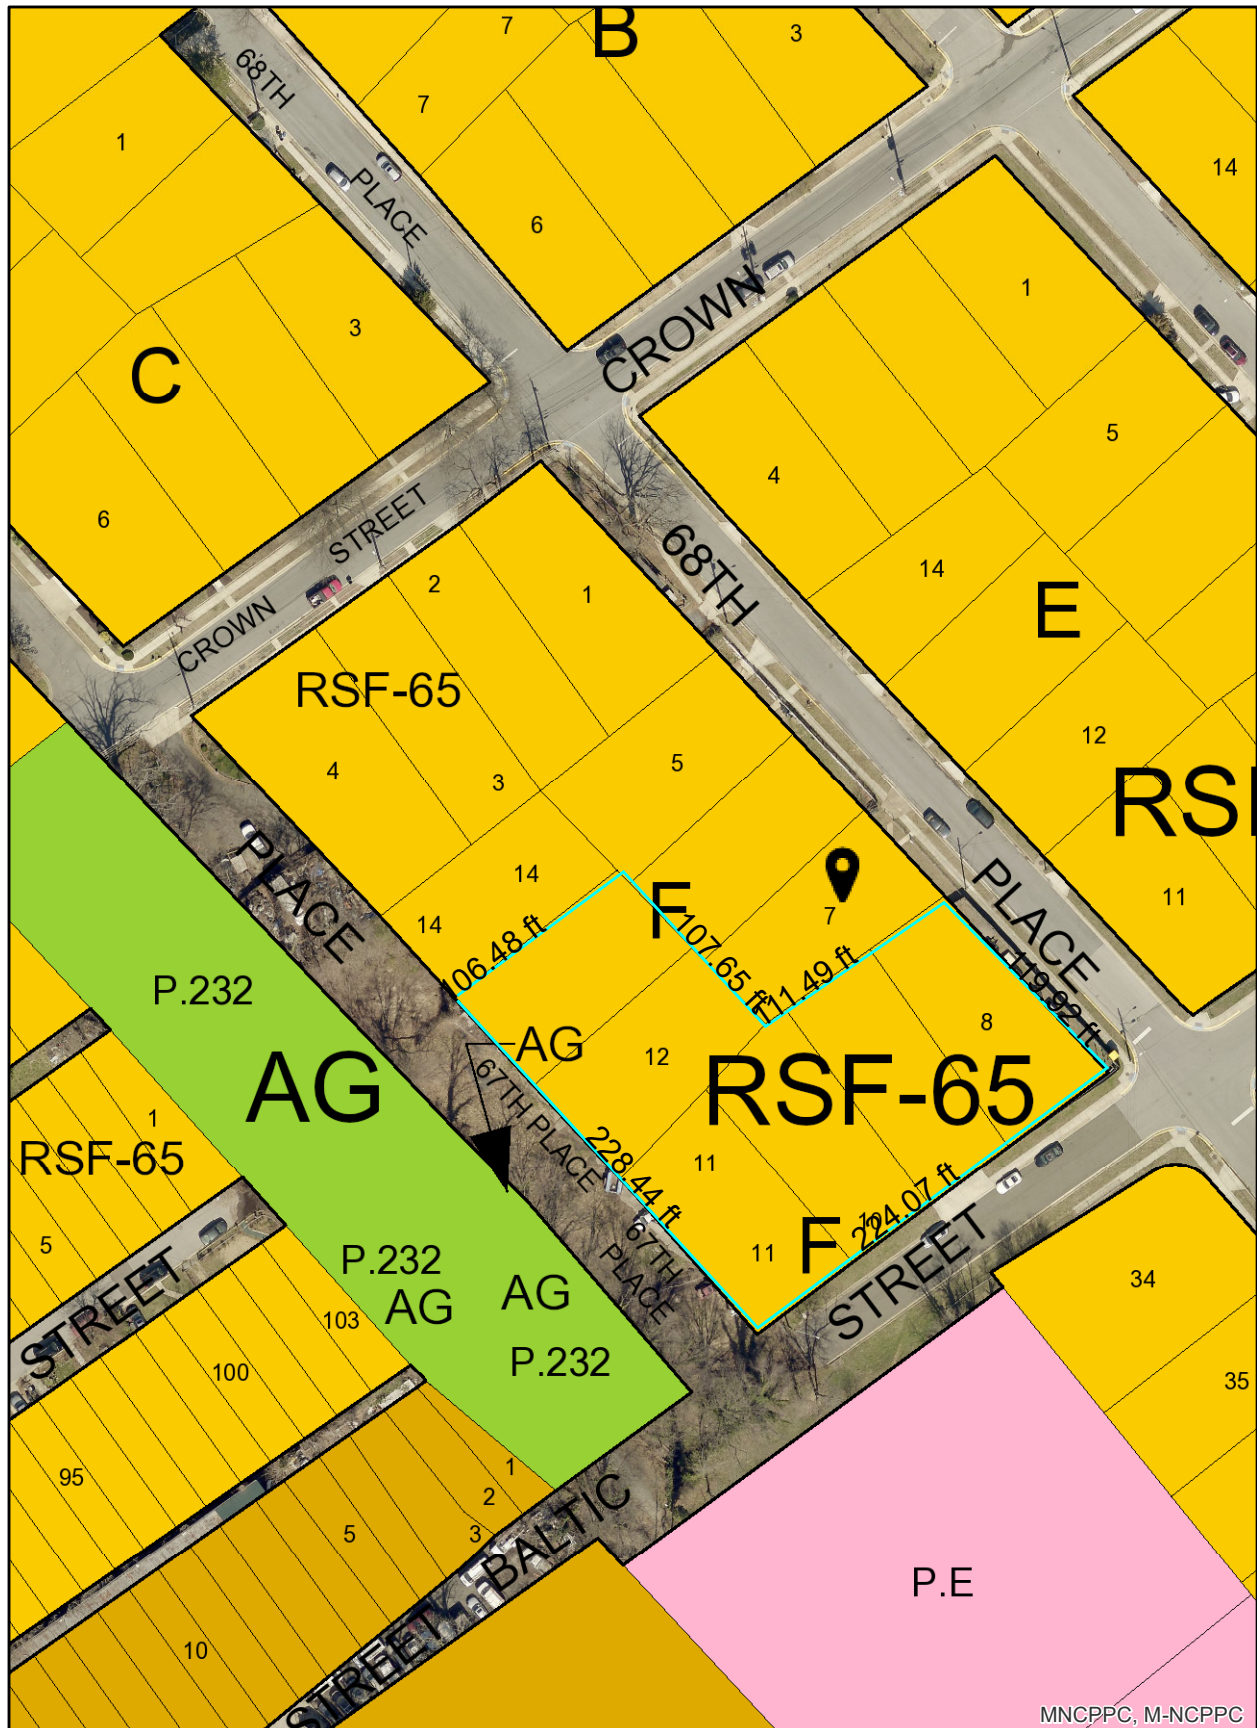 B
7
3
68TH
7
1
PLACE
14
6
CROWN
1
3
C
5
4
6
STREET
68TH
14
E
2
1
CROWN
RSF-65
12
4
3
5
RSF
11
14
F
7
PLACE
14
106.48 ft
107.65 ft
111.49 ft
119.92 ft
PLACE
P.232
8
AG
12
AG
RSF-65
67TH PLACE
1
RSF-65
11
228.44 ft
224.07 ft
5
P.232
AG
AG
67TH
PLACE
11
F
STREET
34
STREET
103
P.232
100
35
95
1
2
3
5
BALTIC
P.E
10
STREET
MNCPPC, M-NCPPC